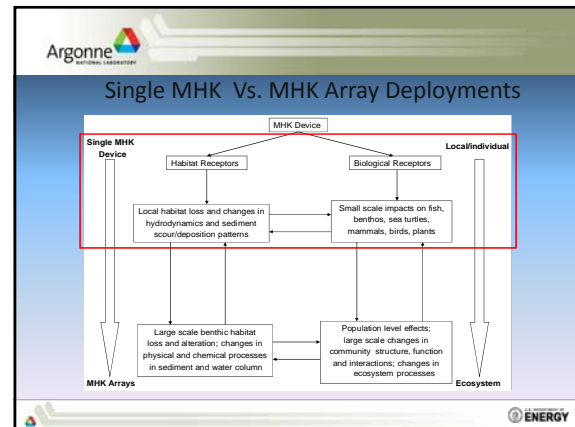 Argonne
NATIONAL LABORATORY
Single MHK Vs. MHK Array Deployments
MHK Device
Single MHK
Device
Local/individual
Habitat Receptors
Biological Receptors
Local habitat loss and changes in
hydrodynamics and sediment
scour/deposition patterns
Small scale impacts on fish,
benthos, sea turtles,
mammals, birds, plants
Large scale benthic habitat
loss and alteration; changes in
physical and chemical processes
in sediment and water column
Population level effects;
large scale changes in
community structure, function
and interactions; changes in
ecosystem processes
MHK Arrays
Ecosystem
U.S. DEPARTMENT OF
ENERGY